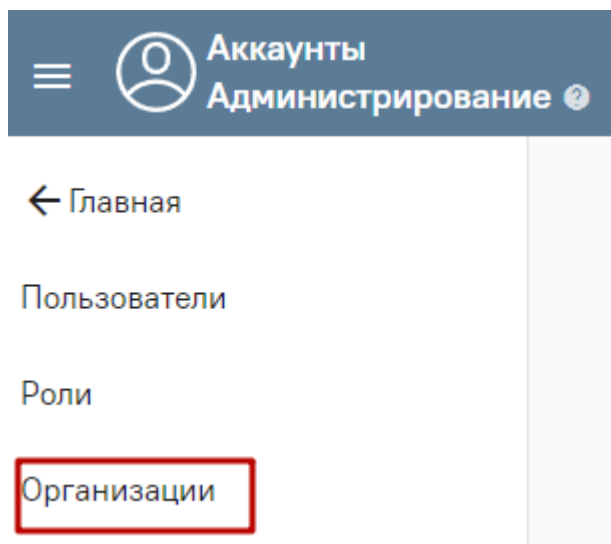 Аккаунты
Администрирование ?
Главная
Пользователи
Роли
Организации